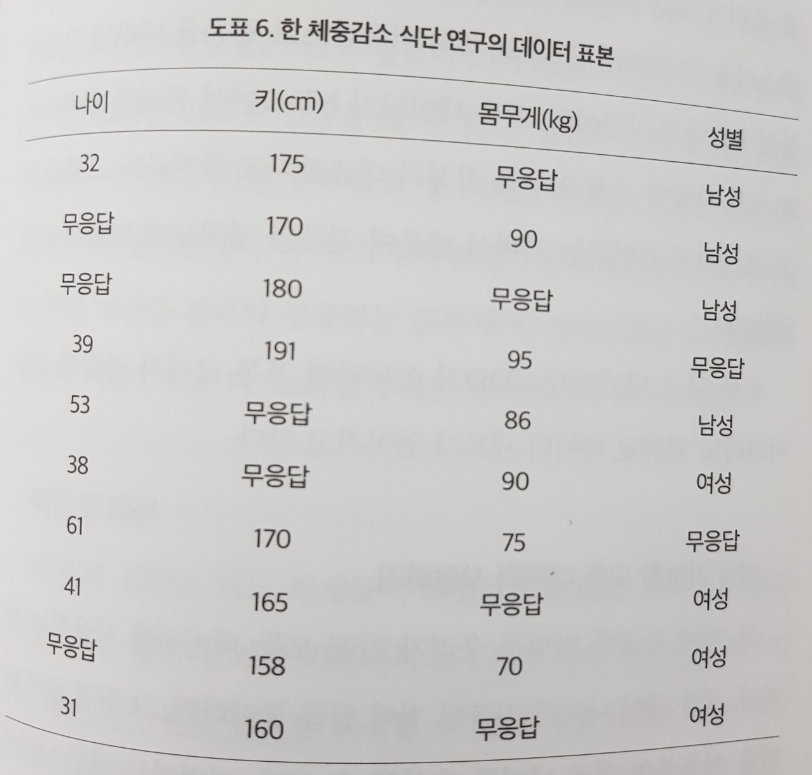 도표 6. 한 체중감소 식단 연구의 데이터 표본
나이 키(cm) 몸무게(kg) 성별
32 175 무응답 남성
무응답 170 90 남성
무응답 180 무응답 남성
39 191 95 무응답
53 무응답 86 남성
38 무응답 90 여성
61 170 75 무응답
41 165 무응답 여성
무응답 158 70 여성
31 160 무응답 여성